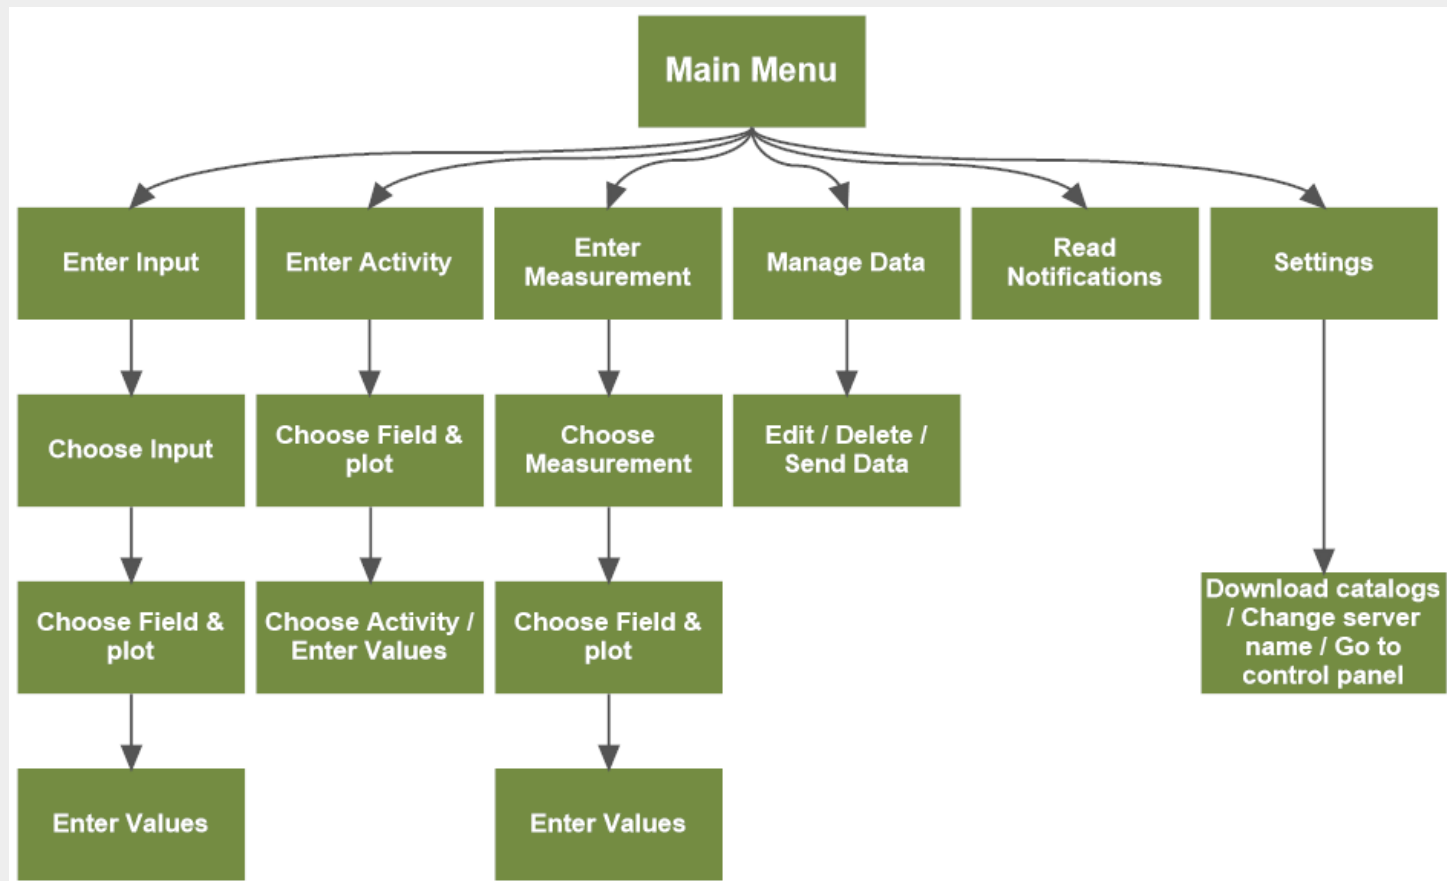 Main Menu
Enter Input
Enter Activity
Enter
Measurement
Manage Data
Read
Notifications
Settings
Choose Input
Choose Field &
plot
Choose
Measurement
Edit / Delete /
Send Data
Choose Field &
plot
Choose Activity /
Enter Values
Choose Field &
plot
Download catalogs
/ Change server
name / Go to
control panel
Enter Values
Enter Values